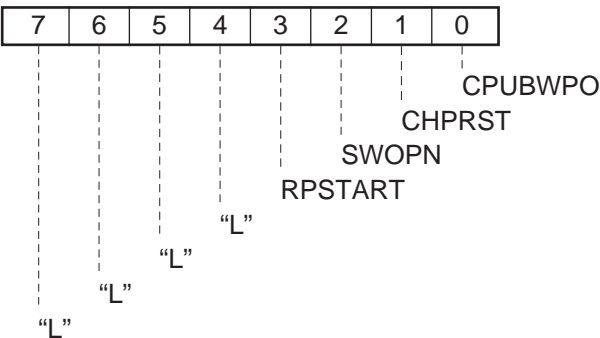 7 6 5 4 3 2 1 0
CPUBWPO
CHPRST
SWOPN
RPSTART
“L”
“L”
“L”
“L”